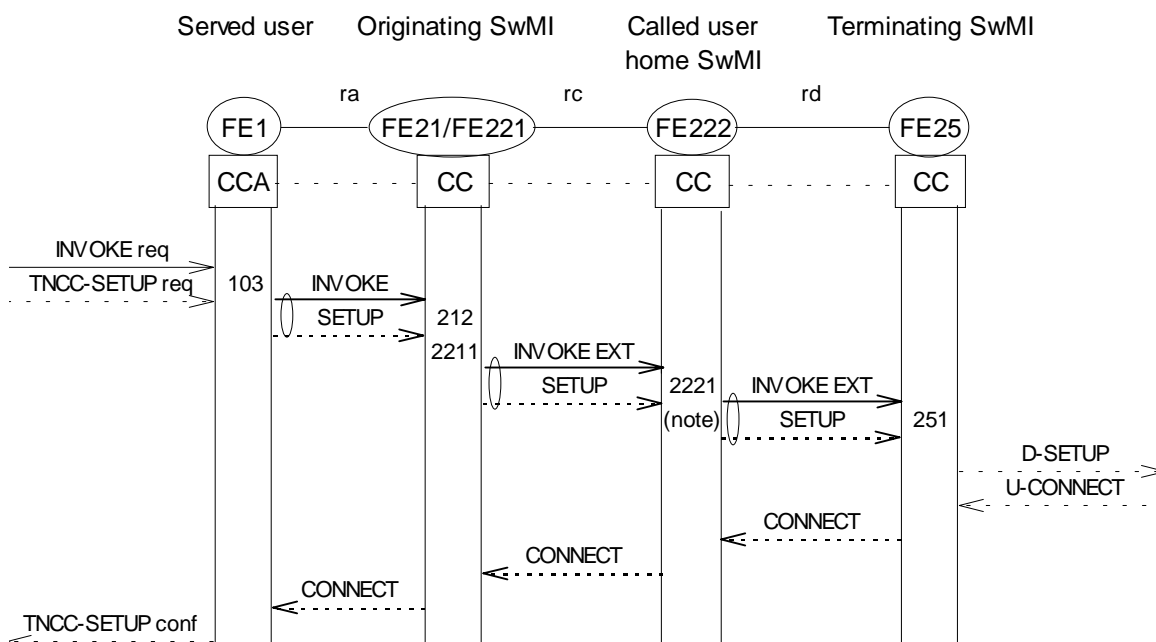 Served user Originating SwMI Called user Terminating SwMI
home SwMI
ra rc rd
FE1 FE21/FE221 FE222 FE25
CCA CC CC CC
INVOKE req
TNCC-SETUP req 103 INVOKE
SETUP 212
2211 INVOKE EXT
SETUP 2221 INVOKE EXT
(note) SETUP 251
D-SETUP
U-CONNECT
CONNECT
CONNECT
CONNECT
TNCC-SETUP conf